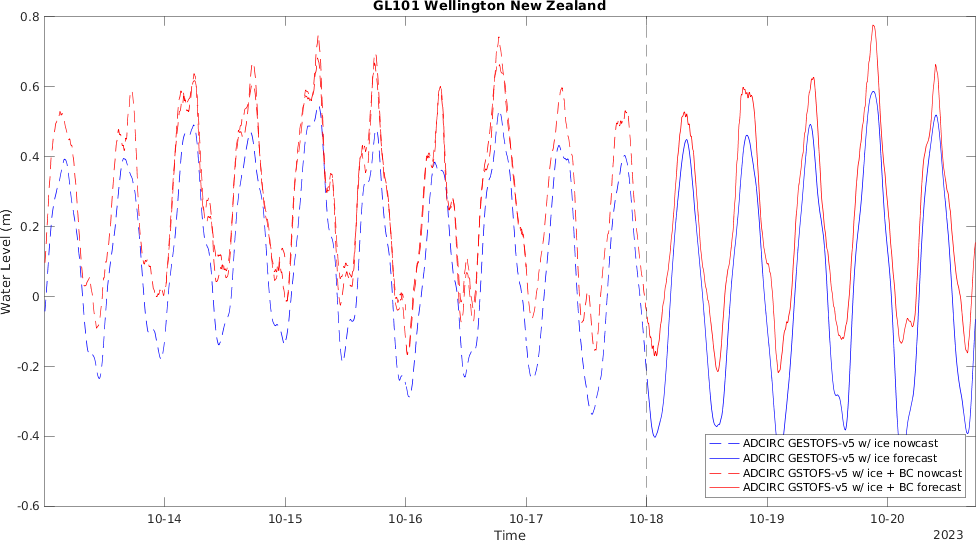 GL101 Wellington New Zealand
0.8
0.6
0.4
0.2
0
-0.2
-0.4
-0.6
Water Level (m)
ADCIRC GESTOFS-v5 w/ ice nowcast
ADCIRC GESTOFS-v5 w/ ice forecast
ADCIRC GSTOFS-v5 w/ ice + BC nowcast
ADCIRC GSTOFS-v5 w/ ice + BC forecast
10-14 10-15 10-16 10-17 10-18 10-19 10-20
Time
2023